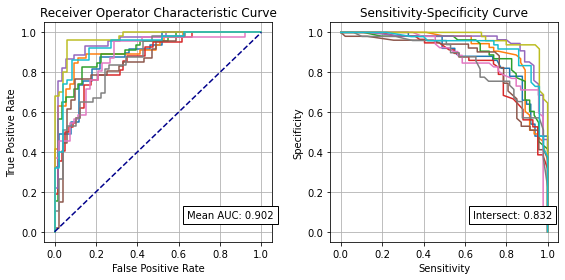 Receiver Operator Characteristic Curve
True Positive Rate
1.0
0.8
0.6
0.4
0.2
0.0
Mean AUC: 0.902
0.0 0.2 0.4 0.6 0.8 1.0
False Positive Rate
Sensitivity-Specificity Curve
Specificity
1.0
0.8
0.6
0.4
0.2
0.0
Intersect: 0.832
0.0 0.2 0.4 0.6 0.8 1.0
Sensitivity